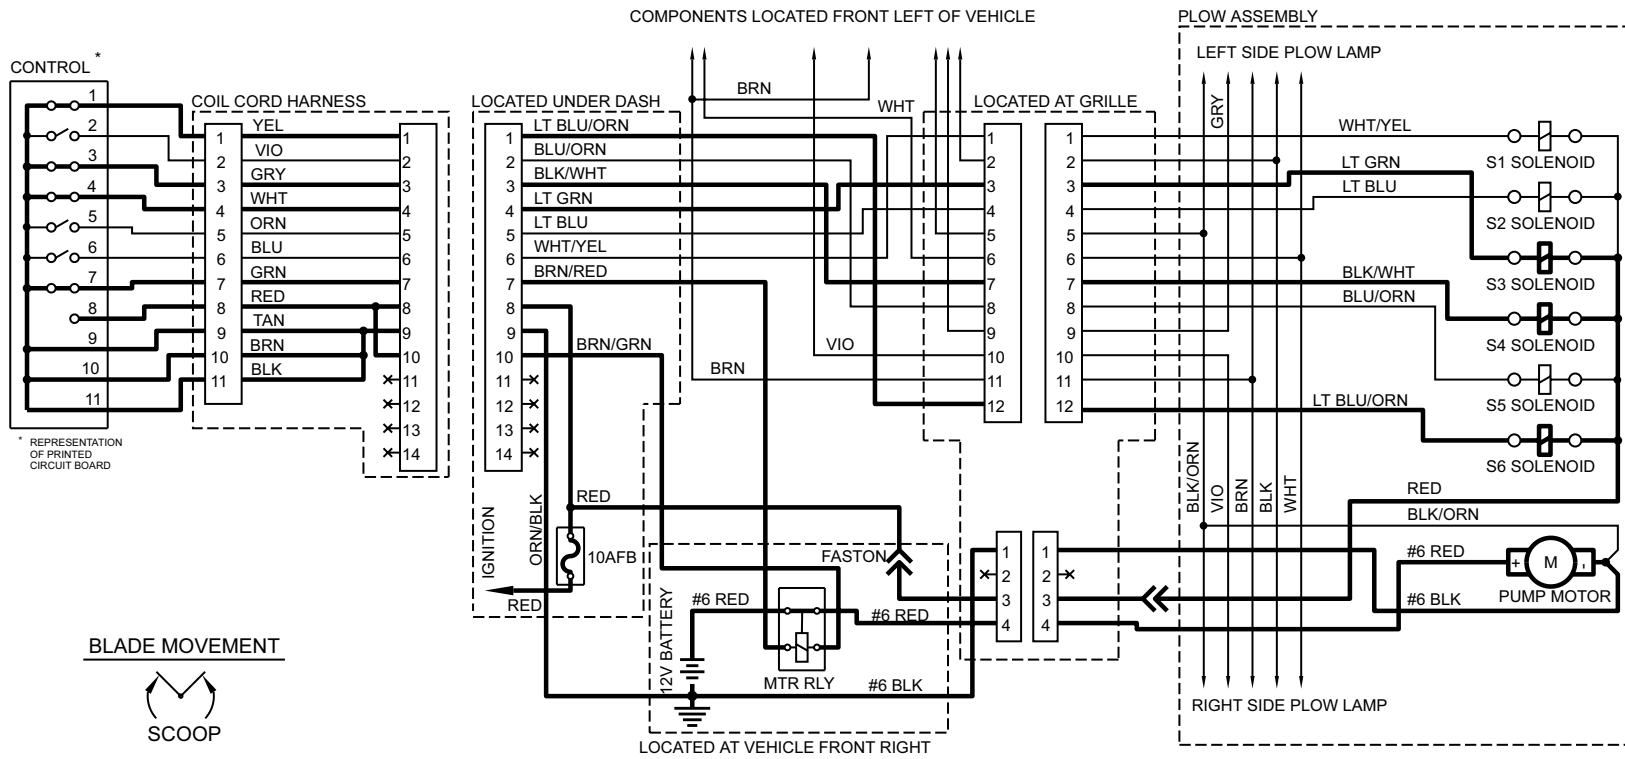 COMPONENTS LOCATED FRONT LEFT OF VEHICLE
PLOW ASSEMBLY
CONTROL *
1
2
3
4
5
6
7
8
9
10
11
* REPRESENTATION
OF PRINTED
CIRCUIT BOARD
COIL CORD HARNESS
1 YEL 1
2 VIO 2
3 GRY 3
4 WHT 4
5 ORN 5
6 BLU 6
7 GRN 7
8 RED 8
9 TAN 9
10 BRN 10
11 BLK 11
12
13
14
LOCATED UNDER DASH
1 LT BLU/ORN
2 BLU/ORN
3 BLK/WHT
4 LT GRN
5 LT BLU
6 WHT/YEL
7 BRN/RED
8
9
10 BRN/GRN
11
12
13
14
IGNITION
ORN/BLK
RED
10AFB
RED
BRN
WHT
VIO
BRN
LOCATED AT GRILLE
1 1
2 2
3 3
4 4
5 5
6 6
7 7
8 8
9 9
10 10
11 11
12 12
1 1
2 2
3 3
4 4
FASTON
12V BATTERY
#6 RED
#6 RED
MTR RLY
#6 BLK
LOCATED AT VEHICLE FRONT RIGHT
LEFT SIDE PLOW LAMP
GRY
WHT/YEL
S1 SOLENOID
LT GRN
LT BLU
S2 SOLENOID
S3 SOLENOID
BLK/WHT
BLU/ORN
S4 SOLENOID
S5 SOLENOID
LT BLU/ORN
S6 SOLENOID
BLK/ORN
VIO
BRN
BLK
WHT
RED
BLK/ORN
#6 RED
+ M -
PUMP MOTOR
#6 BLK
RIGHT SIDE PLOW LAMP
BLADE MOVEMENT
SCOOP